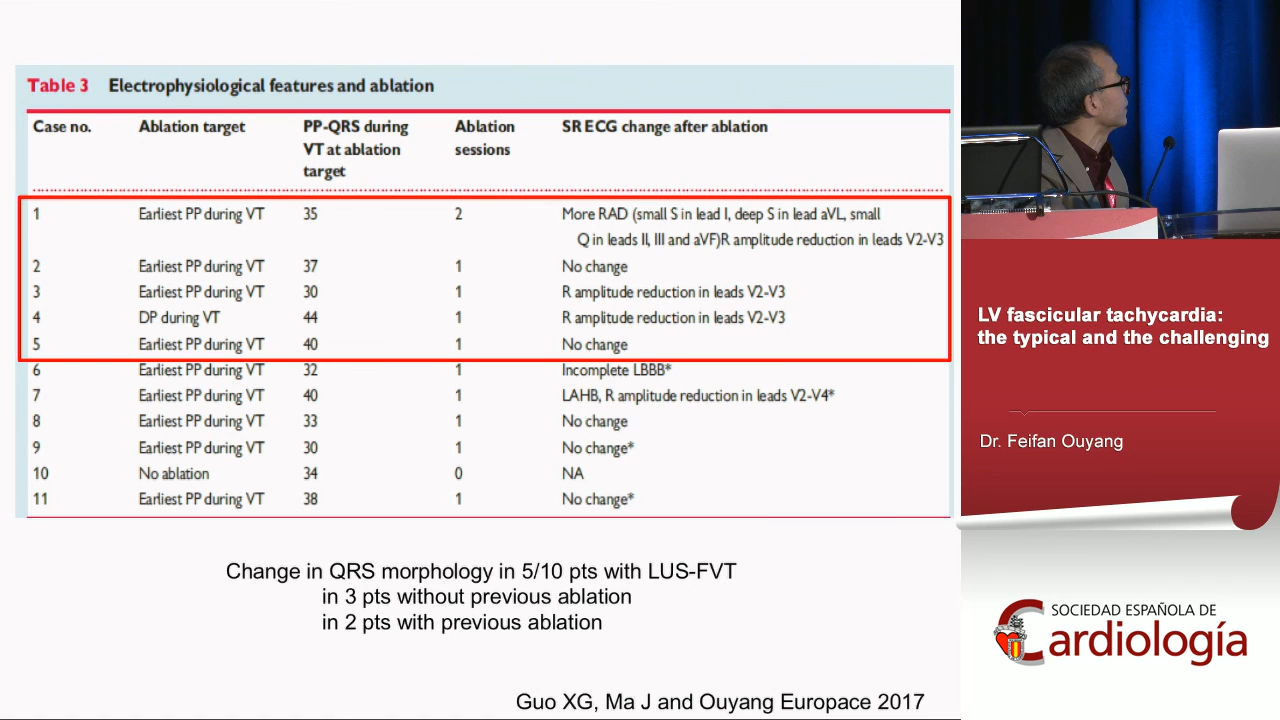 Table 3 Electrophysiological features and ablation
Case no. Ablation target PP-QRS during VT at ablation target Ablation sessions SR ECG change after ablation
1 Earliest PP during VT 35 2 More RAD (small S in lead I, deep S in lead aVL, small
Q in leads II, III and aVF)R amplitude reduction in leads V2-V3
2 Earliest PP during VT 37 1 No change
3 Earliest PP during VT 30 1 R amplitude reduction in leads V2-V3
4 DP during VT 44 1 R amplitude reduction in leads V2-V3
5 Earliest PP during VT 40 1 No change
6 Earliest PP during VT 32 1 Incomplete LBBB*
7 Earliest PP during VT 40 1 LAHB, R amplitude reduction in leads V2-V4*
8 Earliest PP during VT 33 1 No change
9 Earliest PP during VT 30 1 No change*
10 No ablation 34 0 NA
11 Earliest PP during VT 38 1 No change*
Change in QRS morphology in 5/10 pts with LUS-FVT
in 3 pts without previous ablation
in 2 pts with previous ablation
Guo XG, Ma J and Ouyang Europace 2017
LV fascicular tachycardia:
the typical and the challenging
Dr. Feifan Ouyang
SOCIEDAD ESPAÑOLA DE
Cardiología